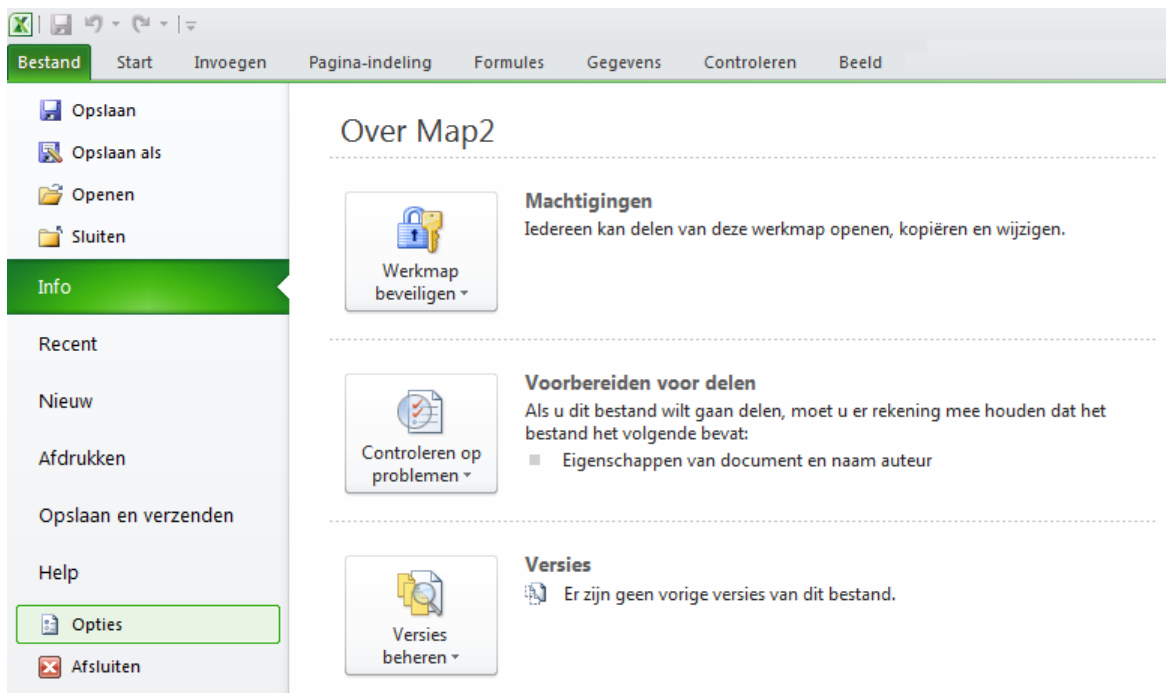 Bestand Start Invoegen Pagina-indeling Formules Gegevens Controleren Beeld
Opslaan
Opslaan als
Openen
Sluiten
Info
Recent
Nieuw
Afdrukken
Opslaan en verzenden
Help
Opties
Afsluiten
Over Map2
Werkmap
beveiligen
Machtigingen
Iedereen kan delen van deze werkmap openen, kopiëren en wijzigen.
Controleren op
problemen
Voorbereiden voor delen
Als u dit bestand wilt gaan delen, moet u er rekening mee houden dat het
bestand het volgende bevat:
Eigenschappen van document en naam auteur
Versies
beheren
Versies
Er zijn geen vorige versies van dit bestand.